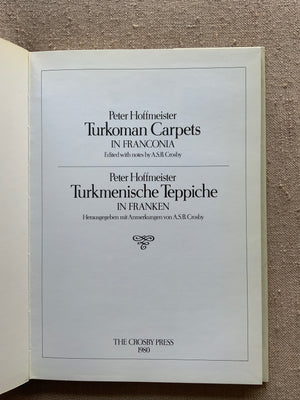 Peter Hoffmeister
Turkoman Carpets
IN FRANCONIA
Edited with notes by A.S.B. Crosby
Peter Hoffmeister
Turkmenische Teppiche
IN FRANKEN
Herausgegeben mit Anmerkungen von A.S.B. Crosby
THE CROSBY PRESS
1980